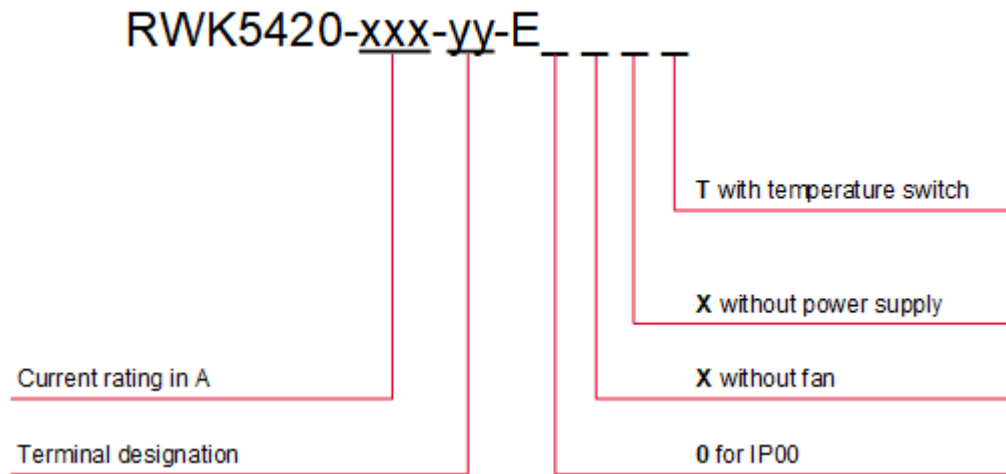 RWK5420-xxx-yy-E_ _ _ _
T with temperature switch
X without power supply
Current rating in A
X without fan
Terminal designation
0 for IP00